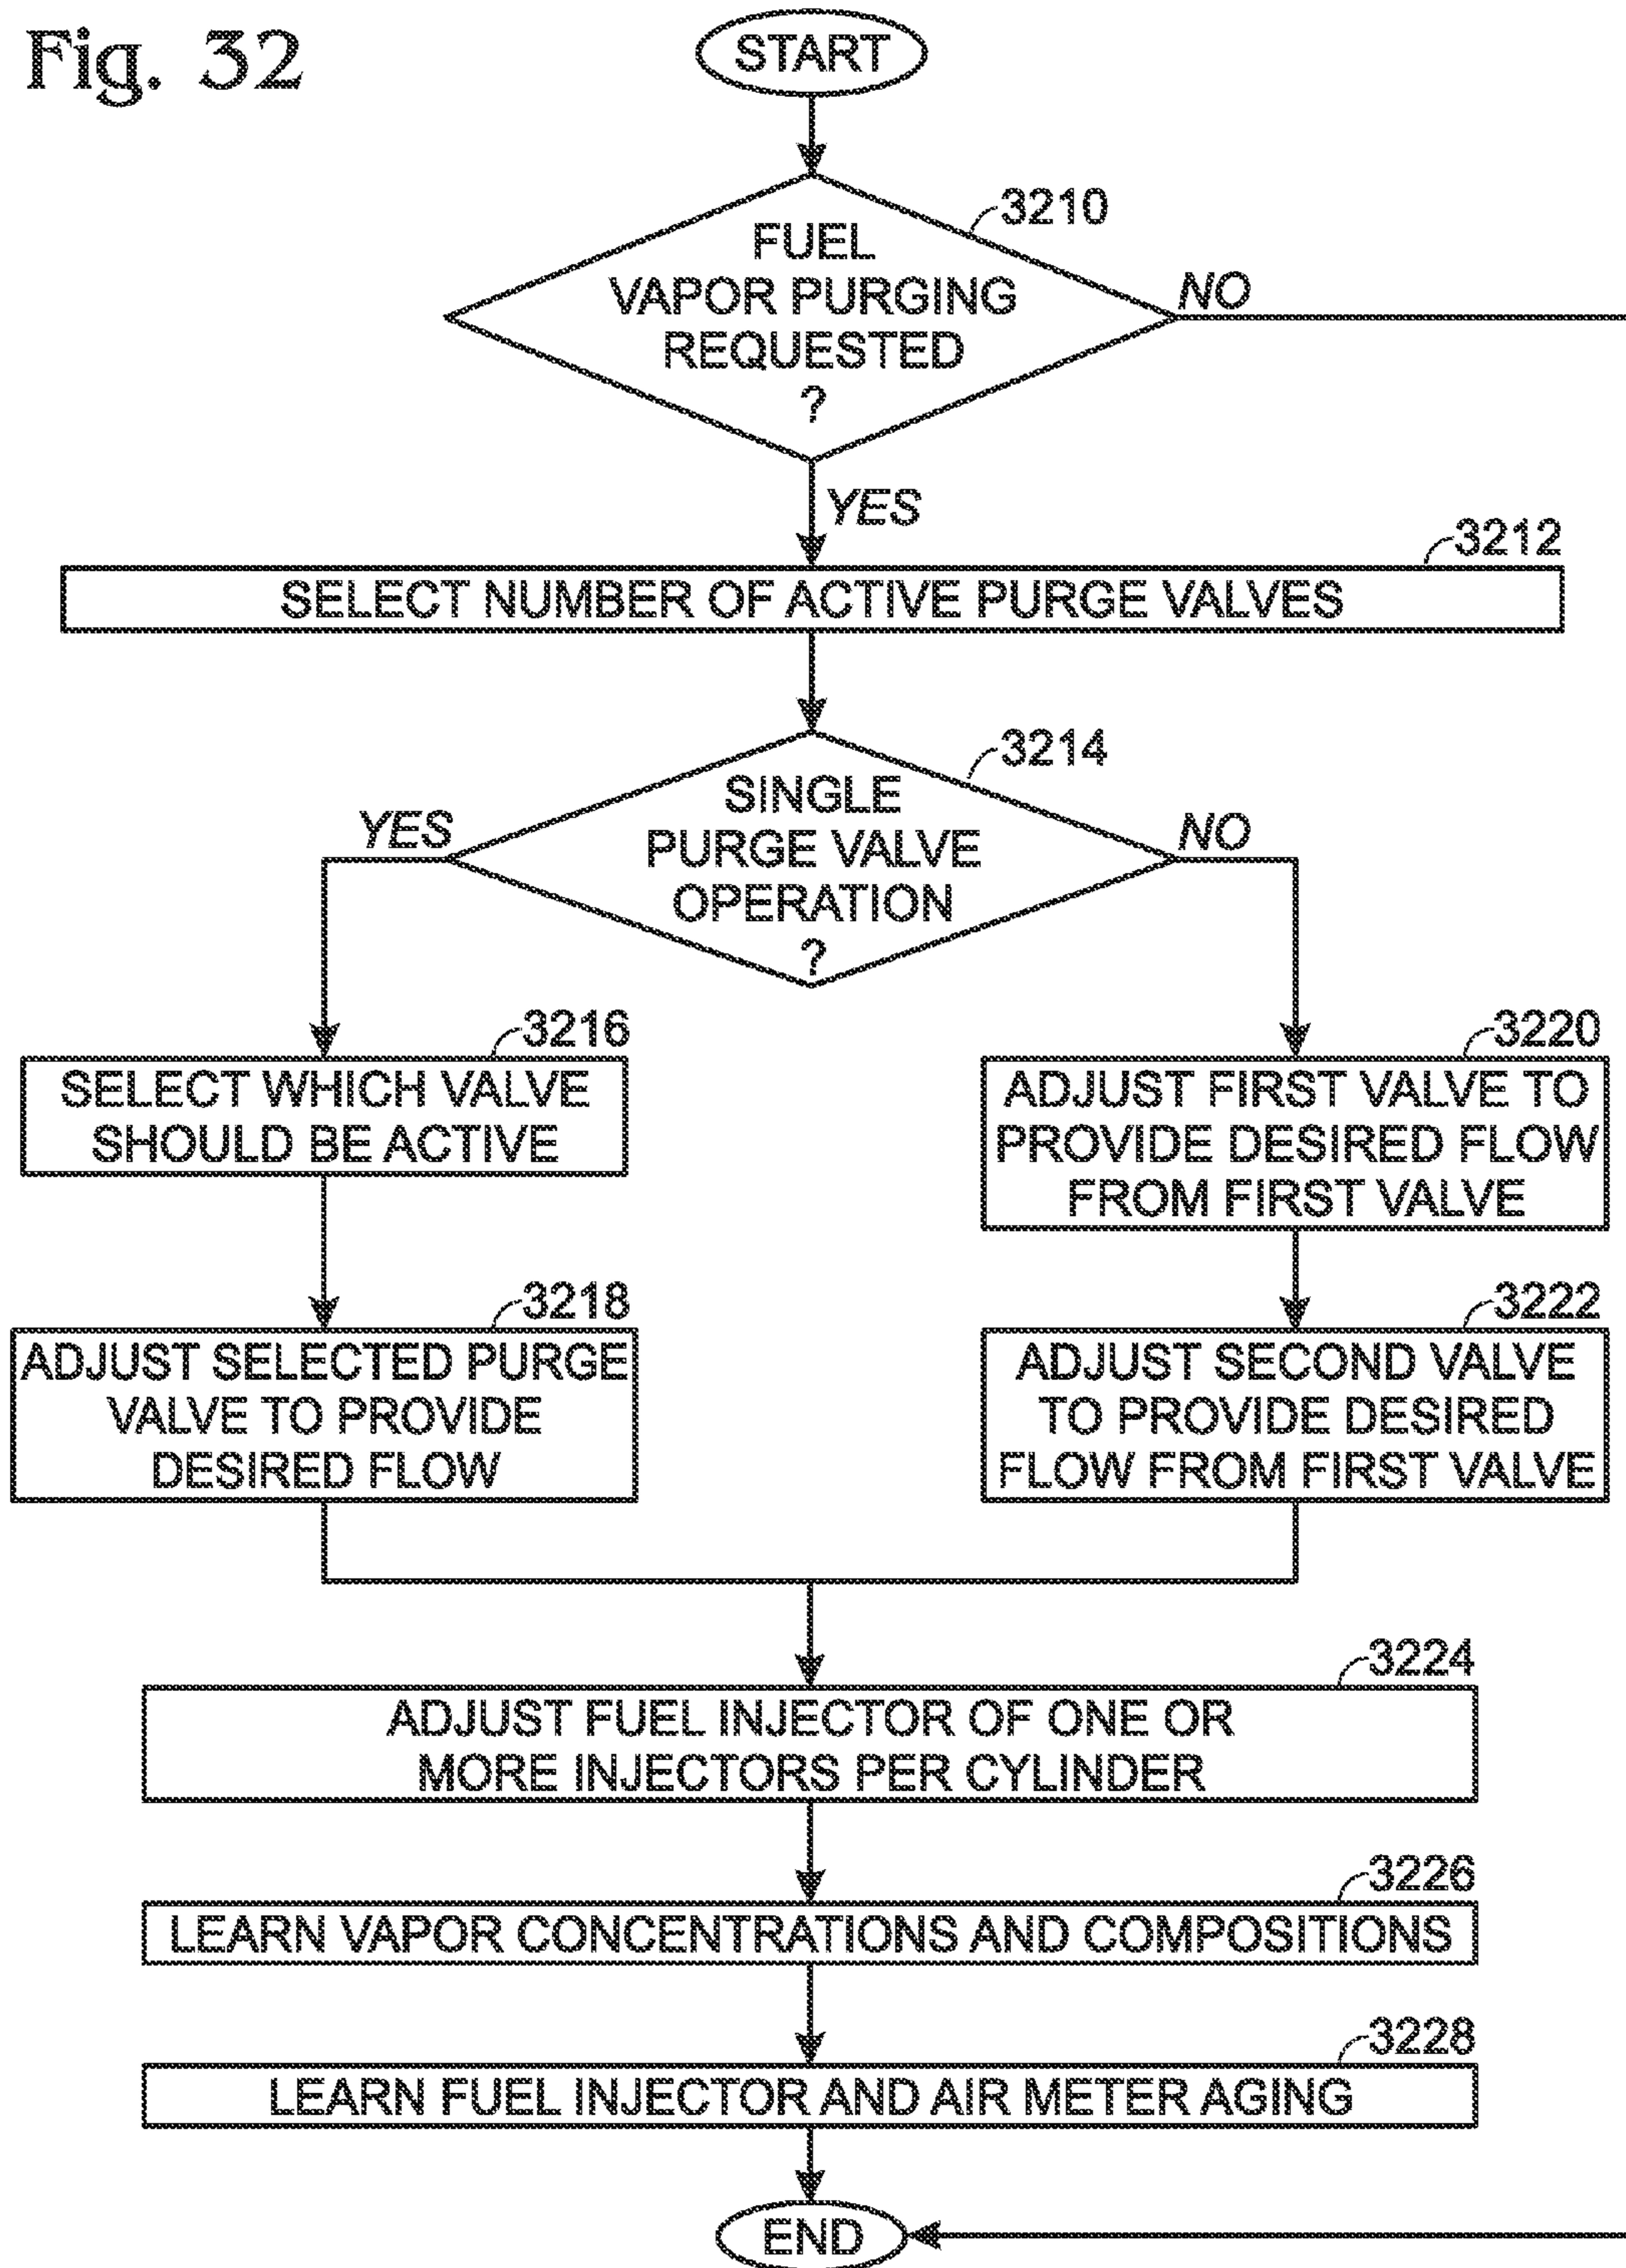 Fig. 32
START
3210
FUEL
VAPOR PURGING
REQUESTED
?
NO
YES
3212
SELECT NUMBER OF ACTIVE PURGE VALVES
3214
SINGLE
PURGE VALVE
OPERATION
?
YES
NO
3216
SELECT WHICH VALVE
SHOULD BE ACTIVE
3220
ADJUST FIRST VALVE TO
PROVIDE DESIRED FLOW
FROM FIRST VALVE
3218
ADJUST SELECTED PURGE
VALVE TO PROVIDE
DESIRED FLOW
3222
ADJUST SECOND VALVE
TO PROVIDE DESIRED
FLOW FROM FIRST VALVE
3224
ADJUST FUEL INJECTOR OF ONE OR
MORE INJECTORS PER CYLINDER
3226
LEARN VAPOR CONCENTRATIONS AND COMPOSITIONS
3228
LEARN FUEL INJECTOR AND AIR METER AGING
END